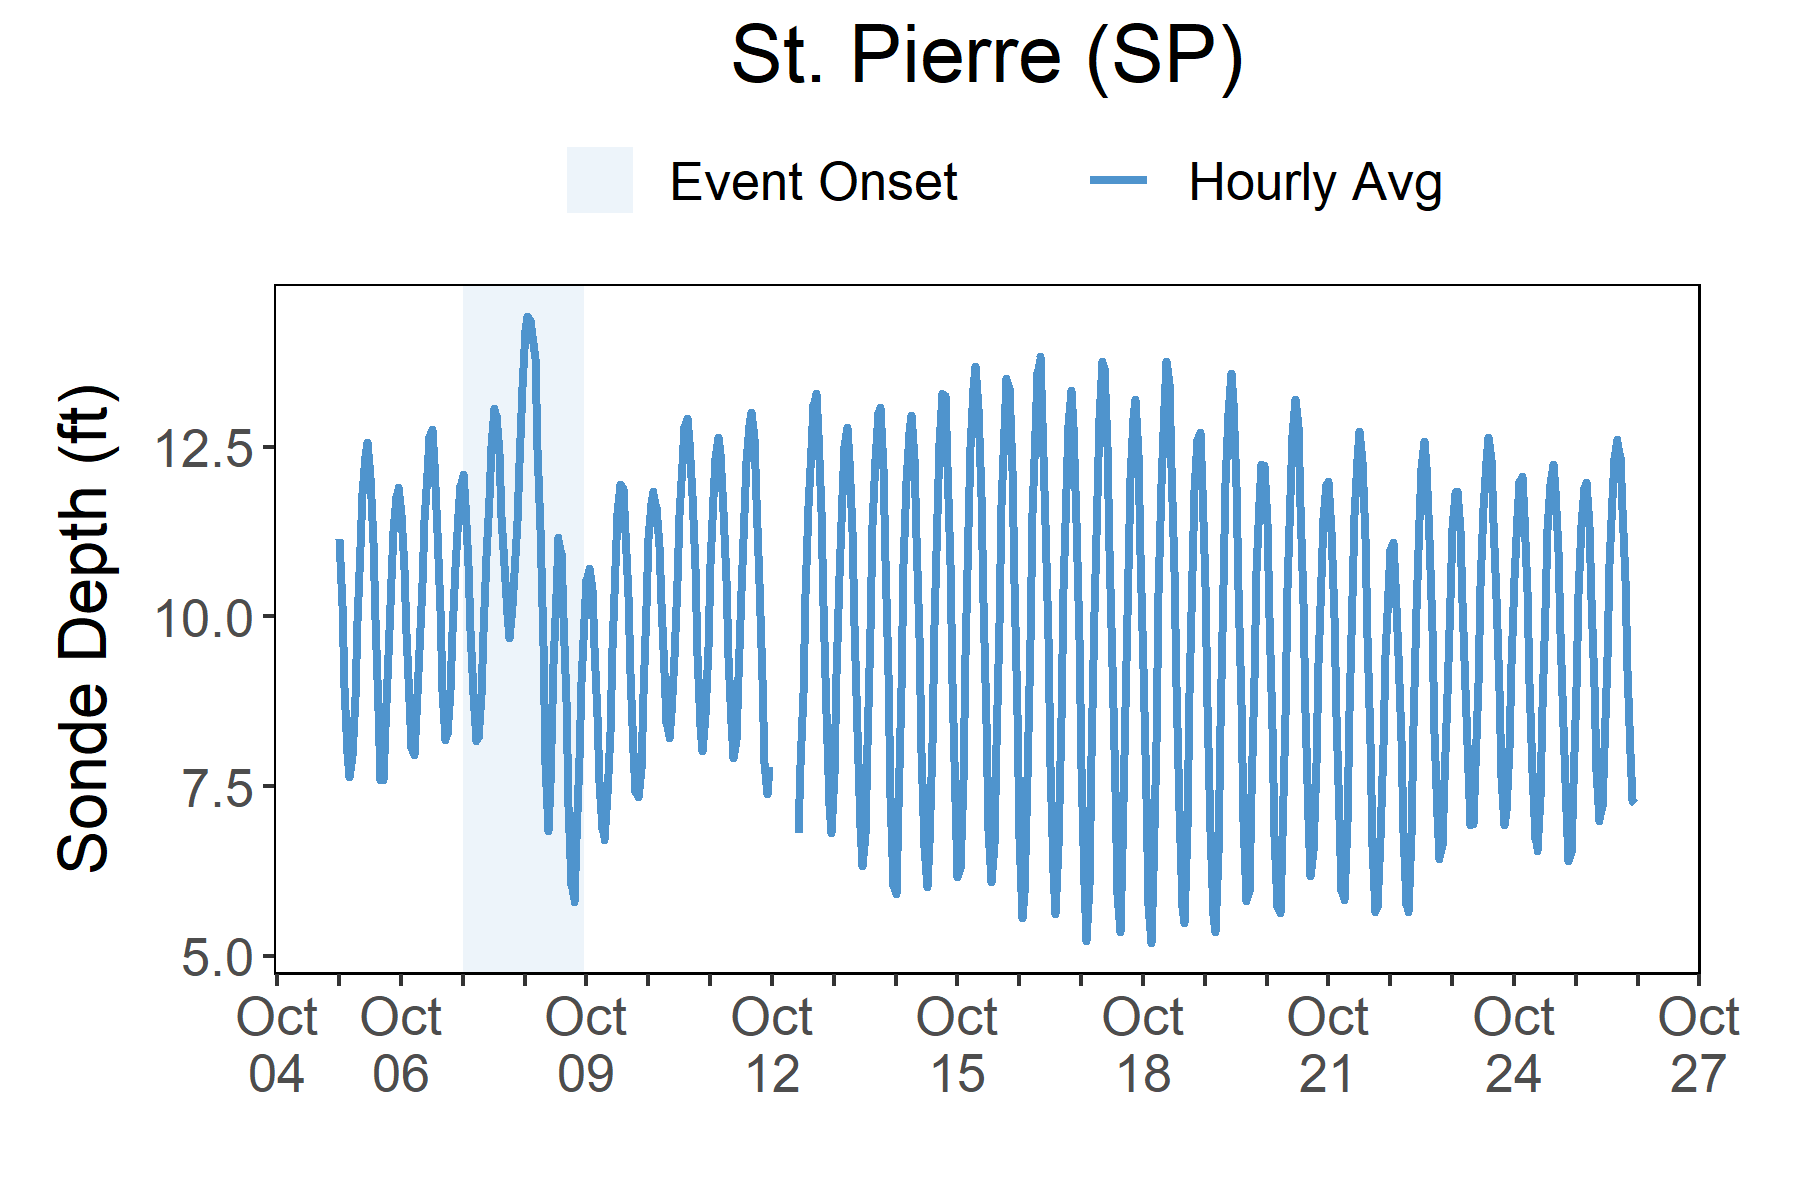 St. Pierre (SP)
Event Onset Hourly Avg
Sonde Depth (ft)
12.5
10.0
7.5
5.0
Oct Oct Oct Oct Oct Oct Oct Oct Oct
04 06 09 12 15 18 21 24 27